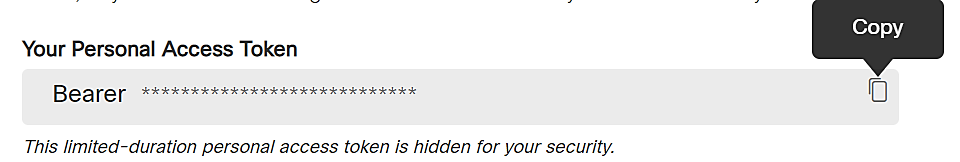 Copy
Your Personal Access Token
Bearer ****************************
This limited-duration personal access token is hidden for your security.